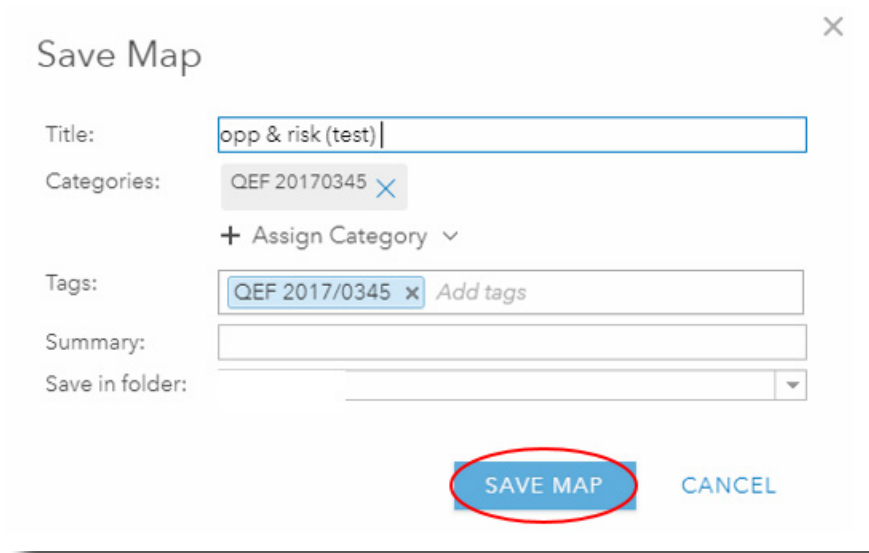 Save Map
Title: opp & risk (test)
Categories: QEF 20170345
+ Assign Category
Tags: QEF 2017/0345 × Add tags
Summary:
Save in folder:
SAVE MAP CANCEL